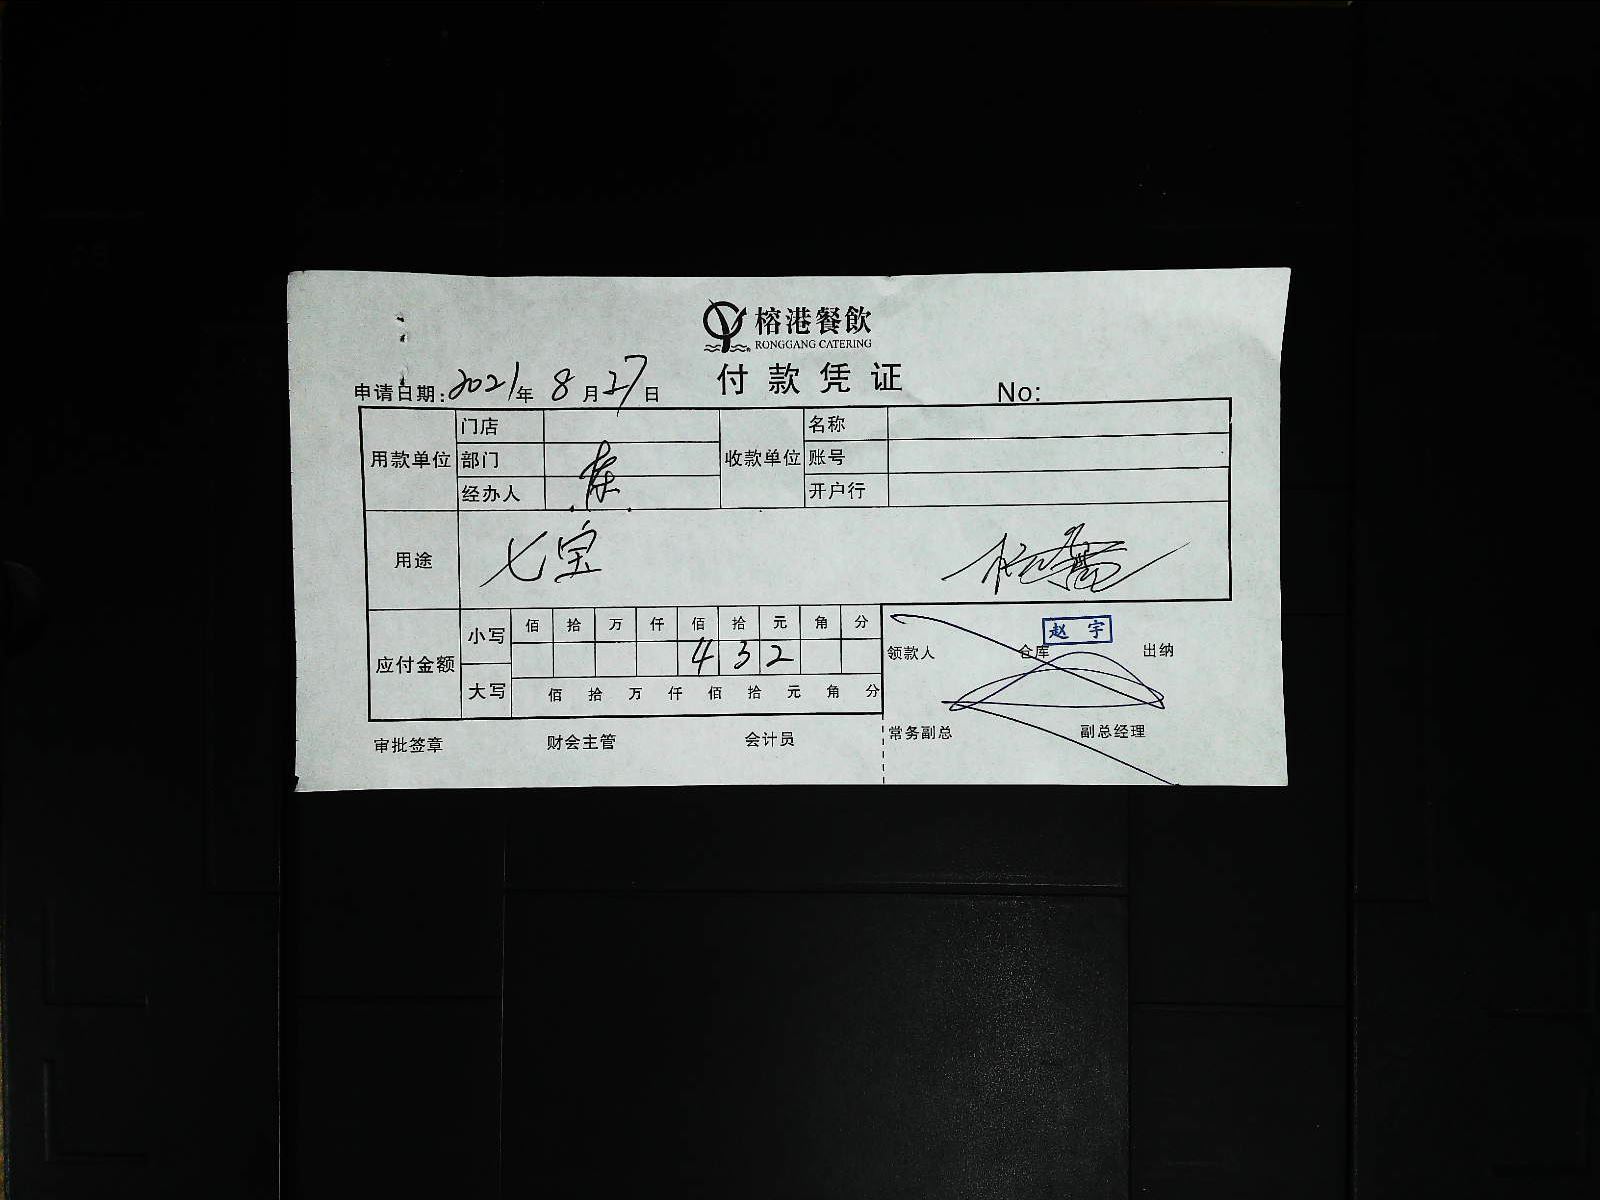 榕港餐飲
RONGGANG CATERING
付款凭证
申请日期:2021年8月27日 No:
用款单位 门店 收款单位 名称
部门 账号
经办人 开户行
用途 七宝
应付金额 小写 佰 拾 万 仟 佰 拾 元 角 分
4 3 2
大写 佰 拾 万 仟 佰 拾 元 角 分
赵宇
领款人 仓库 出纳
常务副总 副总经理
审批签章 财会主管 会计员